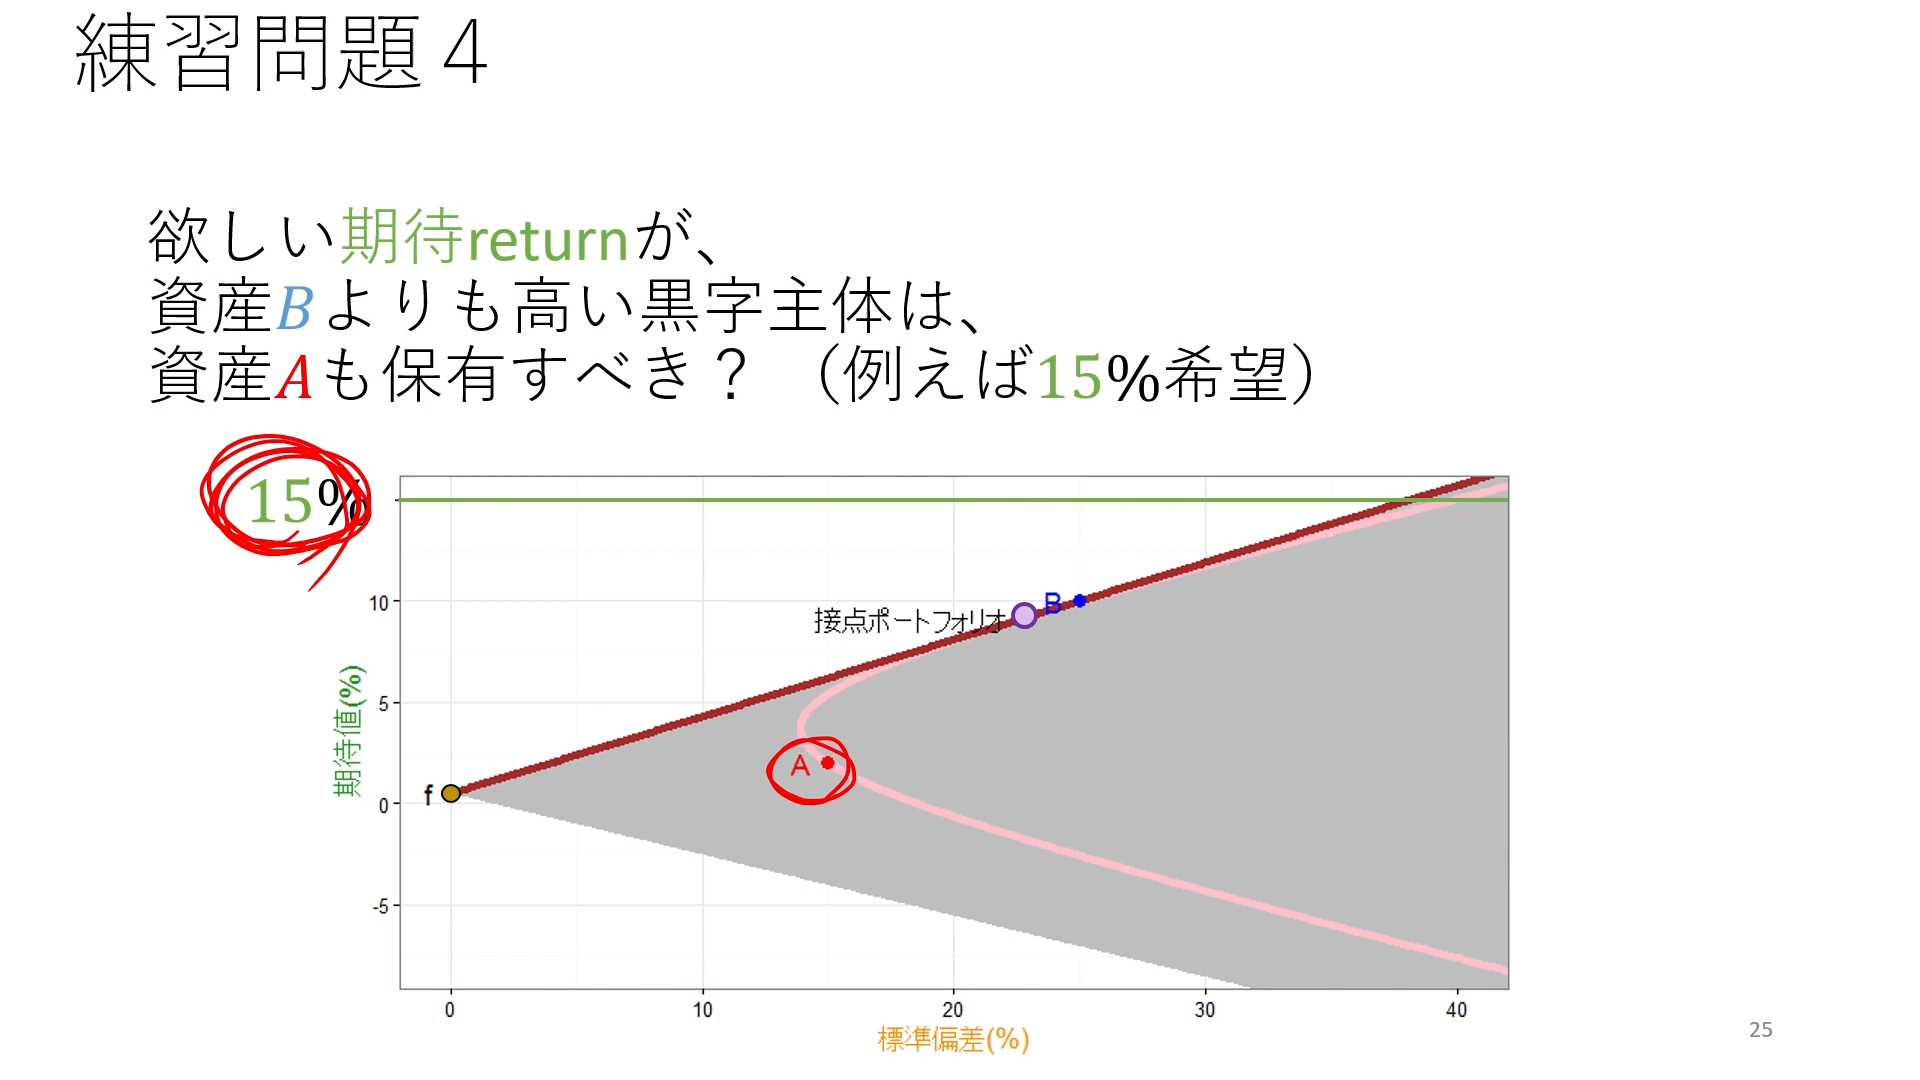 練習問題４
欲しい期待returnが、
資産Bよりも高い黒字主体は、
資産Aも保有すべき？（例えば15%希望）
15%
10
5
0
-5
期待値(%)
接点ポートフォリオ
B
A
f
0 10 20 30 40
標準偏差(%)
25